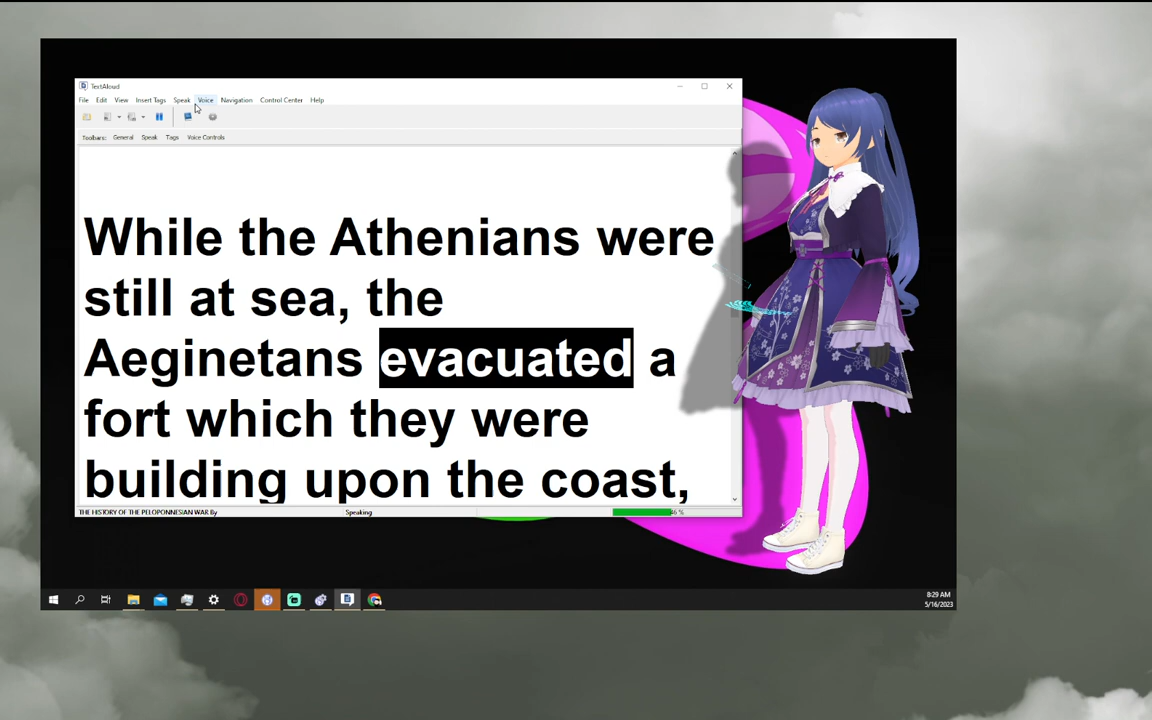 TextAloud
File Edit View Insert Tags Speak Voice Navigation Control Center Help
Toolbars: General Speak Tags Voice Controls
While the Athenians were
still at sea, the
Aeginetans evacuated a
fort which they were
building upon the coast,
THE HISTORY OF THE PELOPONNESIAN WAR By Speaking 46 %
8:29 AM
5/16/2023